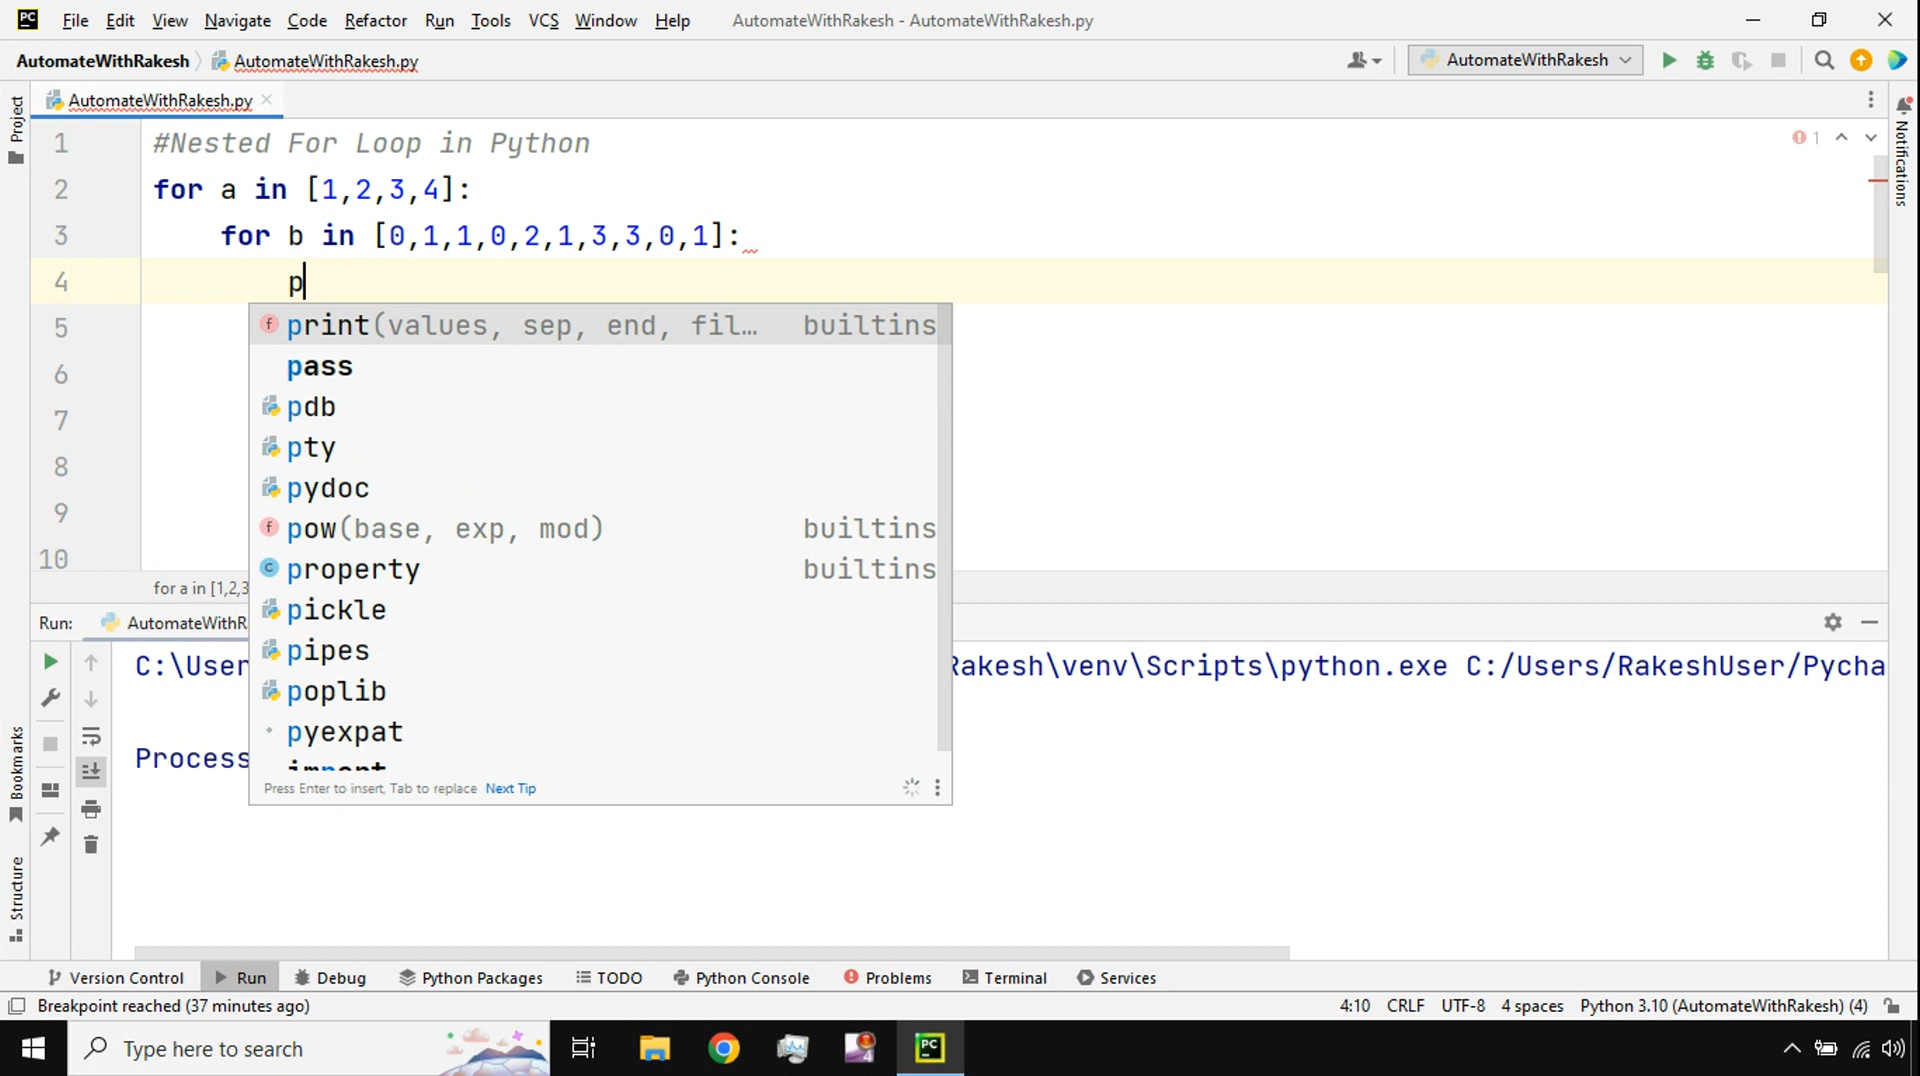 PC File Edit View Navigate Code Refactor Run Tools VCS Window Help AutomateWithRakesh - AutomateWithRakesh.py
AutomateWithRakesh AutomateWithRakesh.py AutomateWithRakesh
Project
AutomateWithRakesh.py
Notifications
1 #Nested For Loop in Python
1
2 for a in [1,2,3,4]:
3 for b in [0,1,1,0,2,1,3,3,0,1]:
4 p
5
6
7
8
9
10
f print(values, sep, end, fil... builtins
pass
pdb
pty
pydoc
f pow(base, exp, mod) builtins
c property builtins
pickle
pipes
poplib
pyexpat
import
Press Enter to insert, Tab to replace Next Tip
for a in [1,2,3
Run: AutomateWithR
C:\User
Rakesh\venv\Scripts\python.exe C:/Users/RakeshUser/Pycha
Process
Bookmarks
Structure
Version Control Run Debug Python Packages TODO Python Console Problems Terminal Services
Breakpoint reached (37 minutes ago) 4:10 CRLF UTF-8 4 spaces Python 3.10 (AutomateWithRakesh) (4)
Type here to search
4
PC